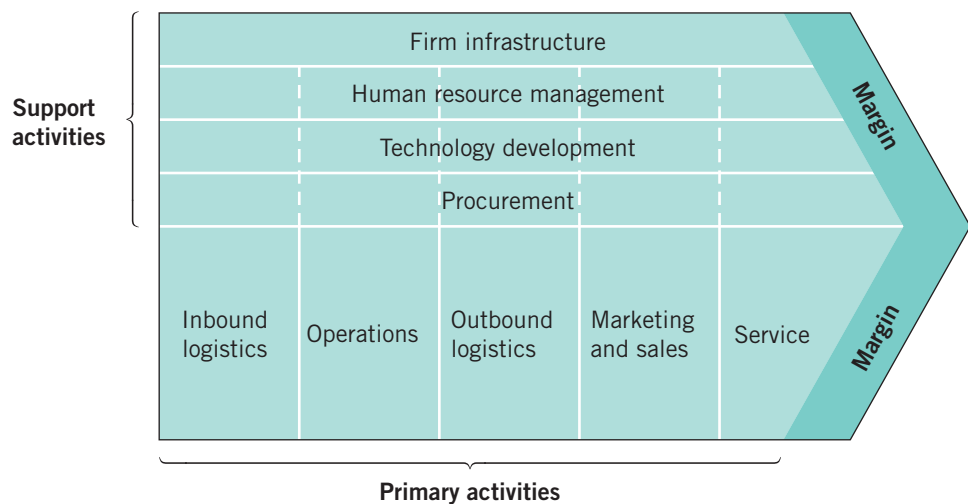 Firm infrastructure
Human resource management
Technology development
Procurement
Support
activities
Inbound
logistics
Operations
Outbound
logistics
Marketing
and sales
Service
Margin
Margin
Primary activities